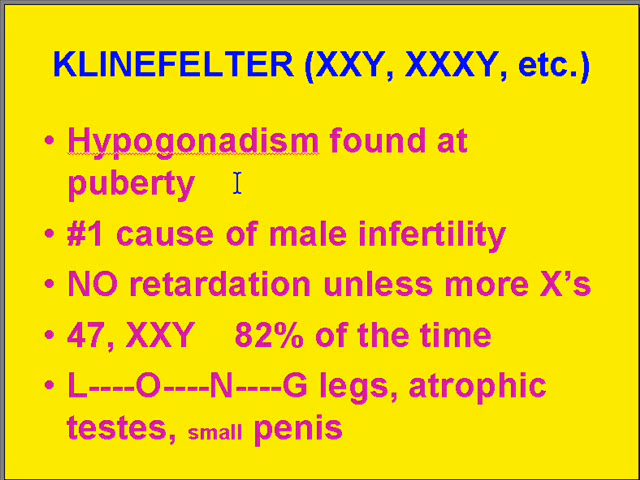 KLINEFELTER (XXY, XXXY, etc.)
• Hypogonadism found at
puberty
• #1 cause of male infertility
• NO retardation unless more X’s
• 47, XXY 82% of the time
• L----O----N----G legs, atrophic
testes, small penis